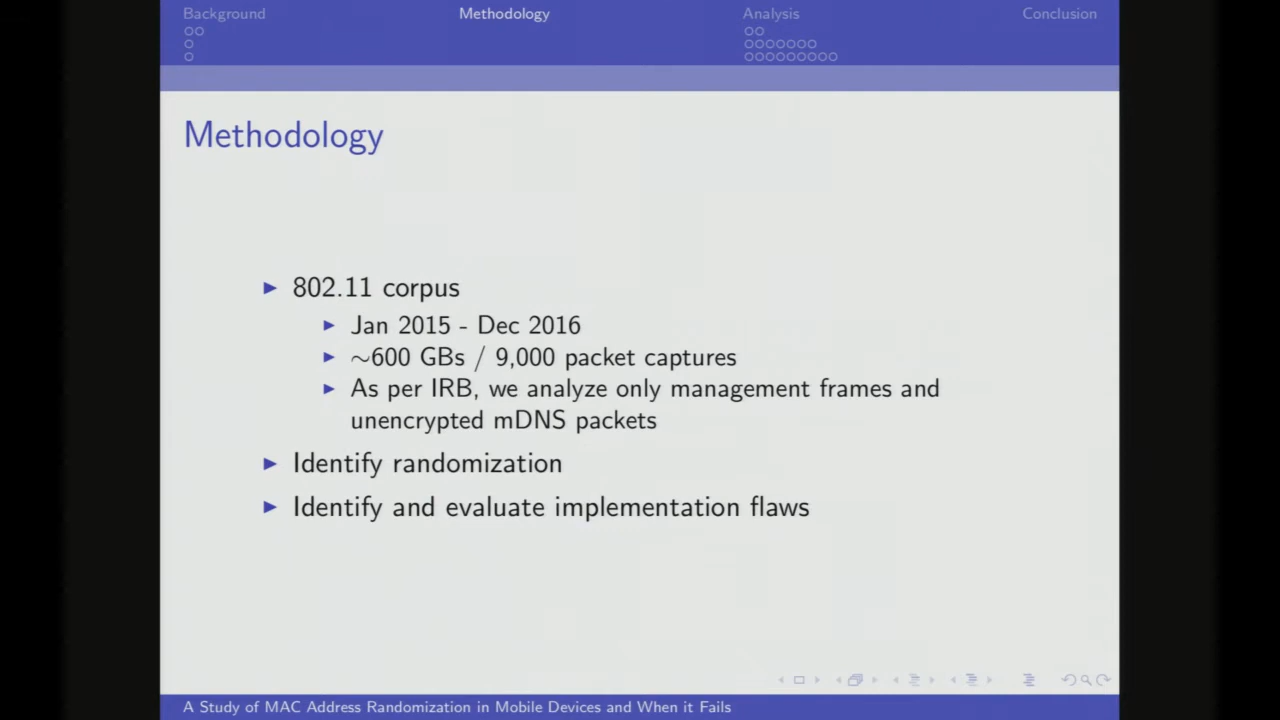 Background Methodology Analysis Conclusion
Methodology
802.11 corpus
Jan 2015 - Dec 2016
~600 GBs / 9,000 packet captures
As per IRB, we analyze only management frames and
unencrypted mDNS packets
Identify randomization
Identify and evaluate implementation flaws
A Study of MAC Address Randomization in Mobile Devices and When it Fails